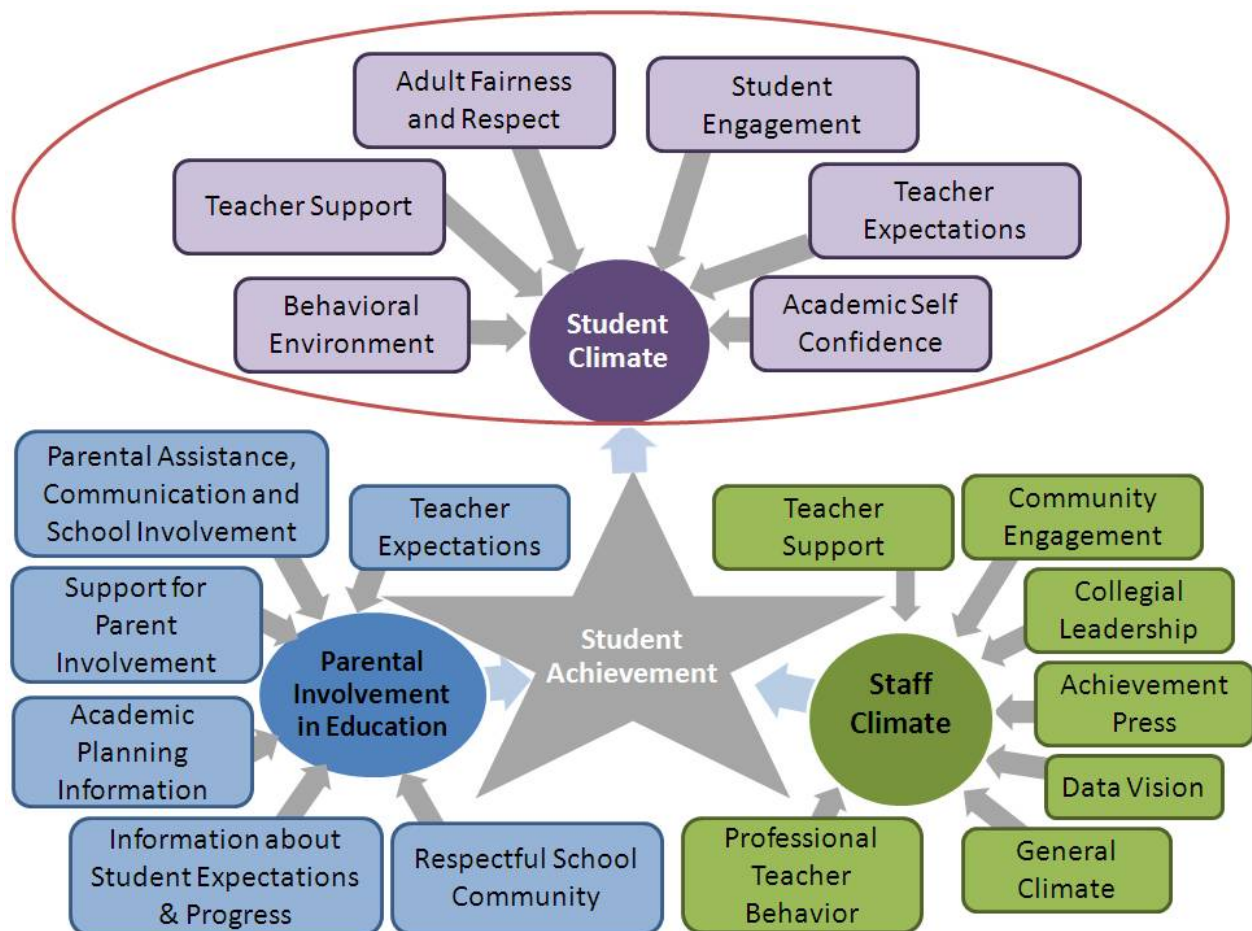 Adult Fairness
and Respect
Student
Engagement
Teacher Support
Teacher
Expectations
Behavioral
Environment
Student
Climate
Academic Self
Confidence
Parental Assistance,
Communication and
School Involvement
Teacher
Expectations
Teacher
Support
Community
Engagement
Support for
Parent
Involvement
Collegial
Leadership
Parental
Involvement
in Education
Student
Achievement
Staff
Climate
Achievement
Press
Academic
Planning
Information
Data Vision
Information about
Student Expectations
& Progress
Respectful School
Community
Professional
Teacher
Behavior
General
Climate